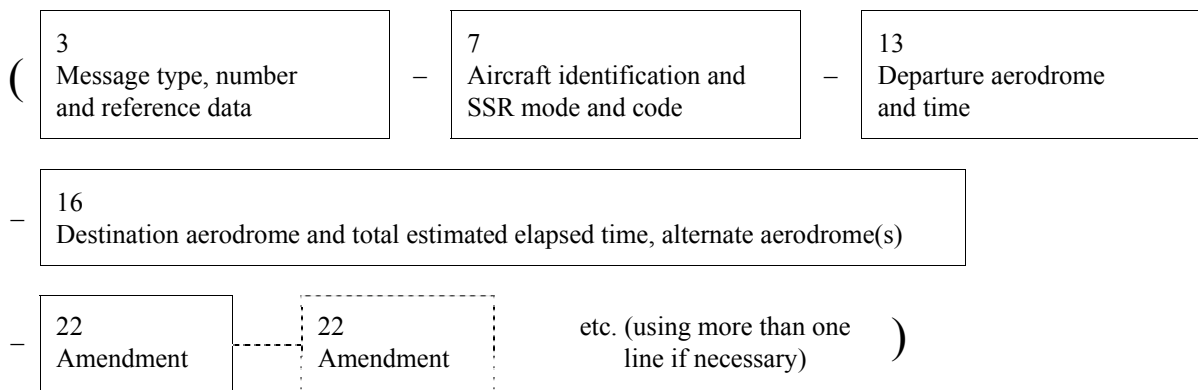 ( 3 – 7 – 13
Message type, number Aircraft identification and Departure aerodrome
and reference data SSR mode and code and time
– 16
Destination aerodrome and total estimated elapsed time, alternate aerodrome(s)
– 22 22 etc. (using more than one
Amendment Amendment line if necessary) )